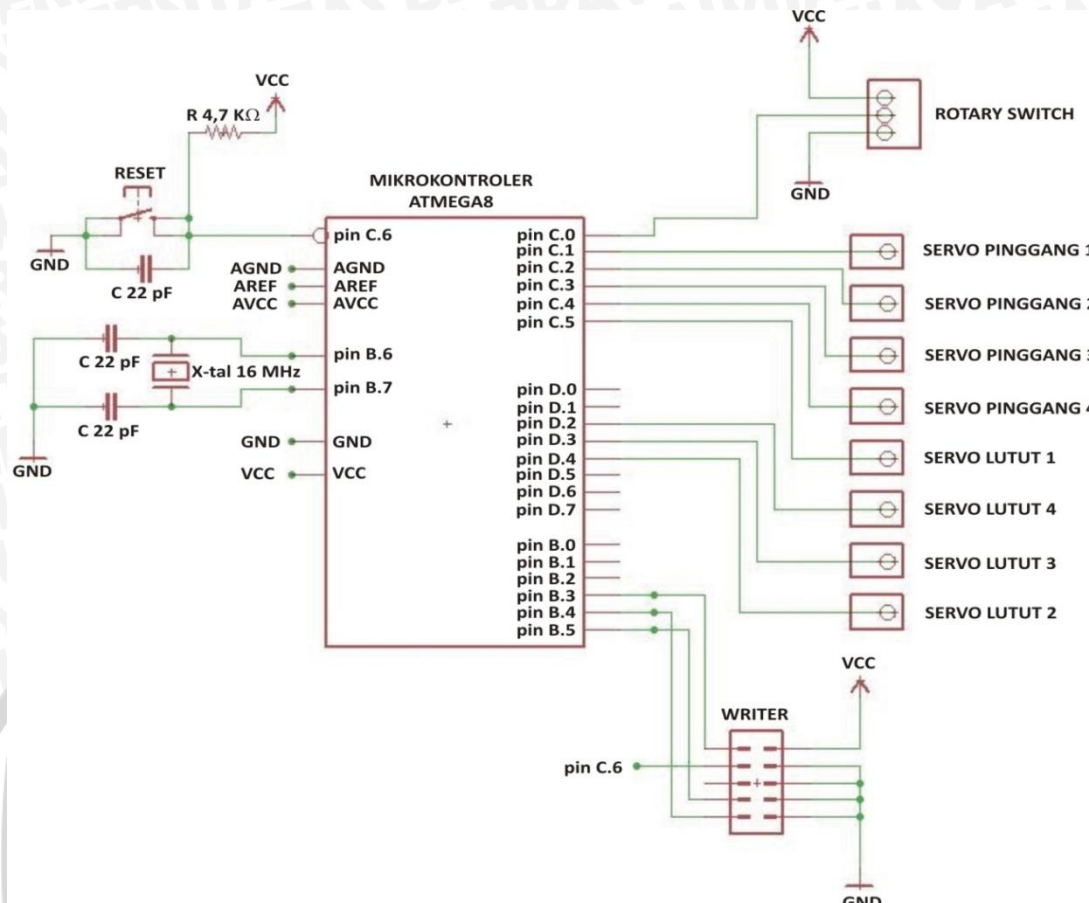 VCC
ROTARY SWITCH
GND
VCC
R 4,7 KΩ
RESET
GND
C 22 pF
MIKROKONTROLER
ATMEGA8
pin C.6
AGND
AGND
AREF
AREF
AVCC
AVCC
C 22 pF
X-tal 16 MHz
C 22 pF
GND
pin B.6
pin B.7
GND
GND
VCC
VCC
pin C.0
pin C.1
pin C.2
pin C.3
pin C.4
pin C.5
pin D.0
pin D.1
pin D.2
pin D.3
pin D.4
pin D.5
pin D.6
pin D.7
pin B.0
pin B.1
pin B.2
pin B.3
pin B.4
pin B.5
SERVO PINGGANG 1
SERVO PINGGANG 2
SERVO PINGGANG 3
SERVO PINGGANG 4
SERVO LUTUT 1
SERVO LUTUT 4
SERVO LUTUT 3
SERVO LUTUT 2
VCC
WRITER
pin C.6
GND